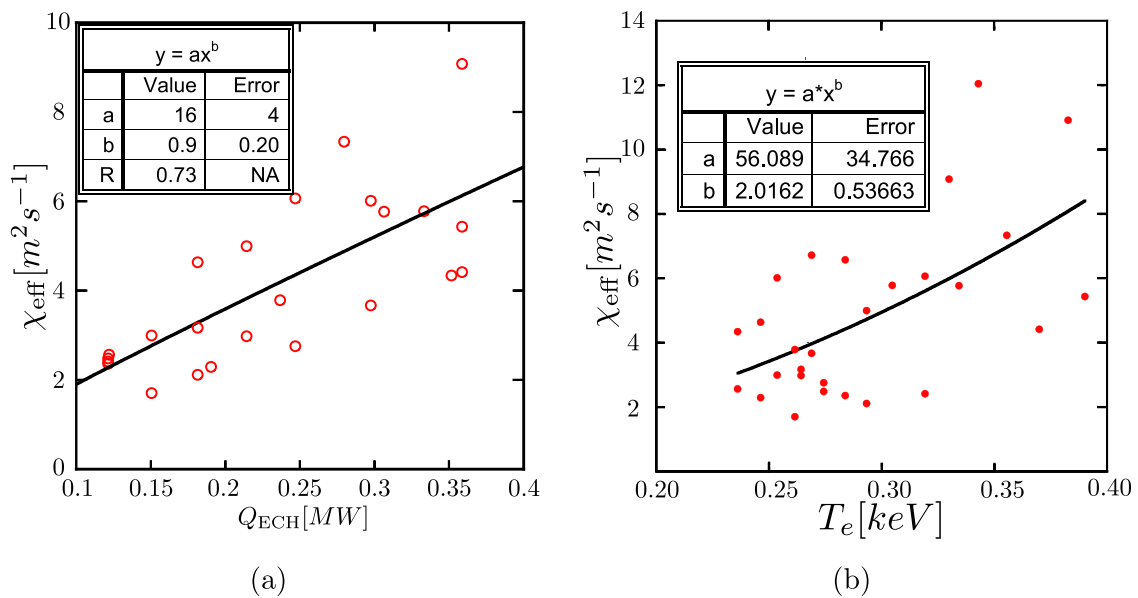 10
8
6
4
2
0
0.1 0.15 0.2 0.25 0.3 0.35 0.4
χeff[m²s⁻¹]
Q_ECH[MW]
y = ax^b
Value Error
a 16 4
b 0.9 0.20
R 0.73 NA
(a)
14
12
10
8
6
4
2
0.20 0.25 0.30 0.35 0.40
χeff[m²s⁻¹]
T_e[keV]
y = a*x^b
Value Error
a 56.089 34.766
b 2.0162 0.53663
(b)